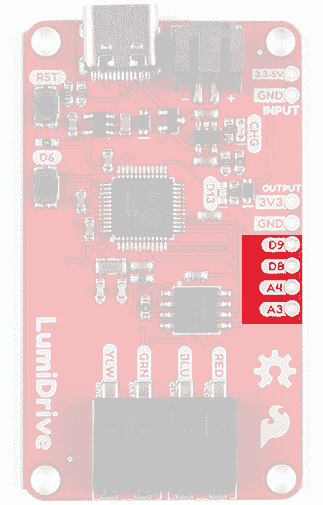 RST
3.3-5V
GND
INPUT
- +
CHG
D6
D13
OUTPUT
3V3
GND
D9
D8
A4
A3
LumiDrive
YLW
GRN
BLU
RED